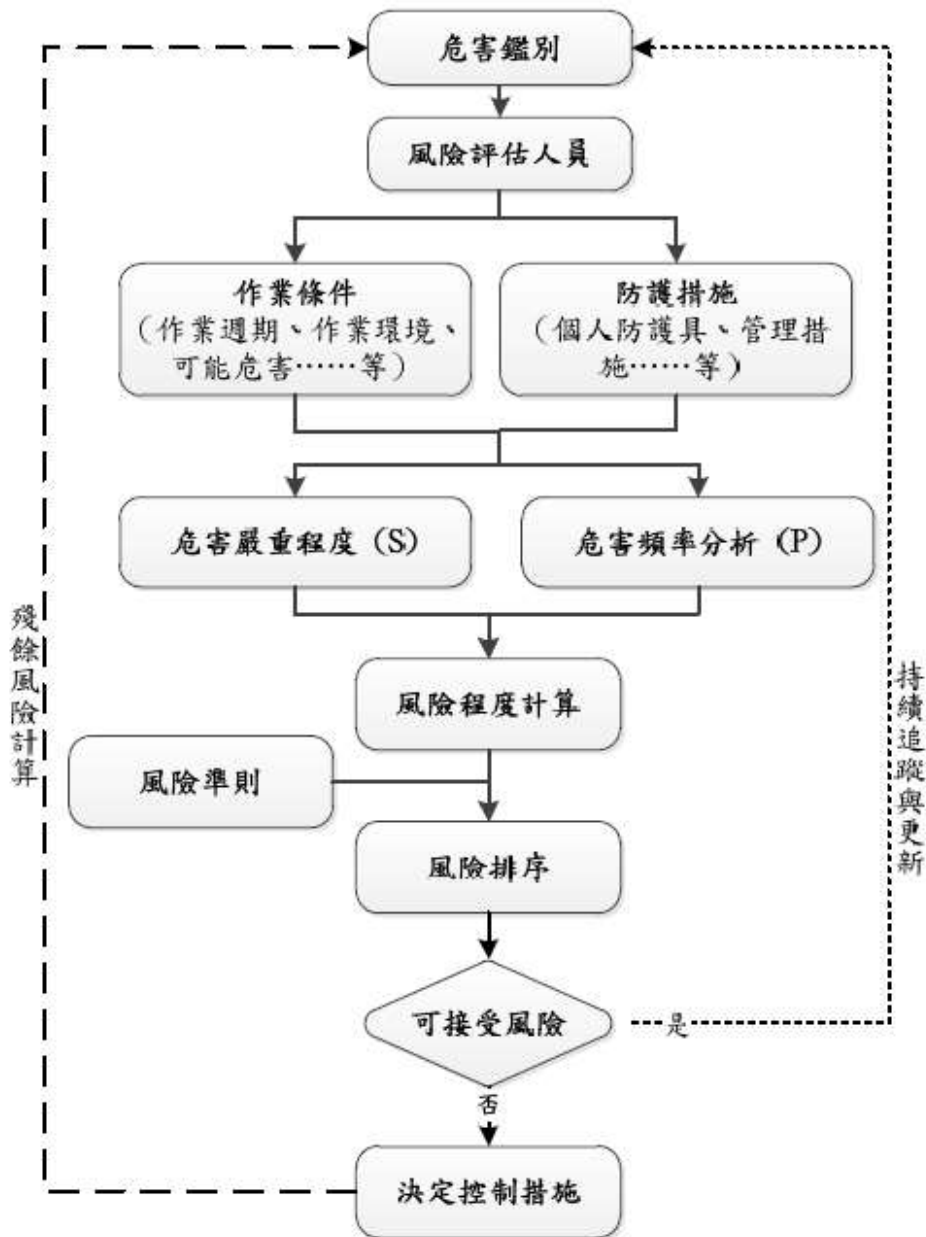 危害鑑別
風險評估人員
作業條件
（作業週期、作業環境、
可能危害……等）
防護措施
（個人防護具、管理措
施……等）
危害嚴重程度（S）
危害頻率分析（P）
風險程度計算
風險準則
風險排序
可接受風險
是
否
決定控制措施
殘餘風險計算
持續追蹤與更新